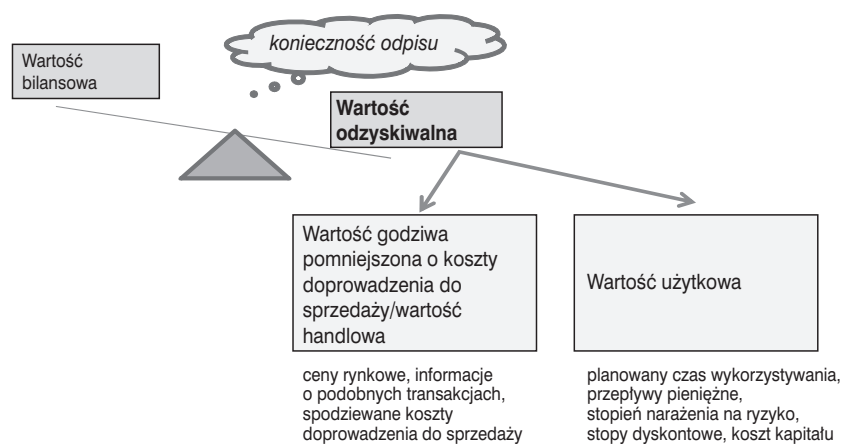 konieczność odpisu
Wartość
bilansowa
Wartość
odzyskiwalna
Wartość godziwa
pomniejszona o koszty
doprowadzenia do
sprzedaży/wartość
handlowa
Wartość użytkowa
ceny rynkowe, informacje
o podobnych transakcjach,
spodziewane koszty
doprowadzenia do sprzedaży
planowany czas wykorzystywania,
przepływy pieniężne,
stopień narażenia na ryzyko,
stopy dyskontowe, koszt kapitału